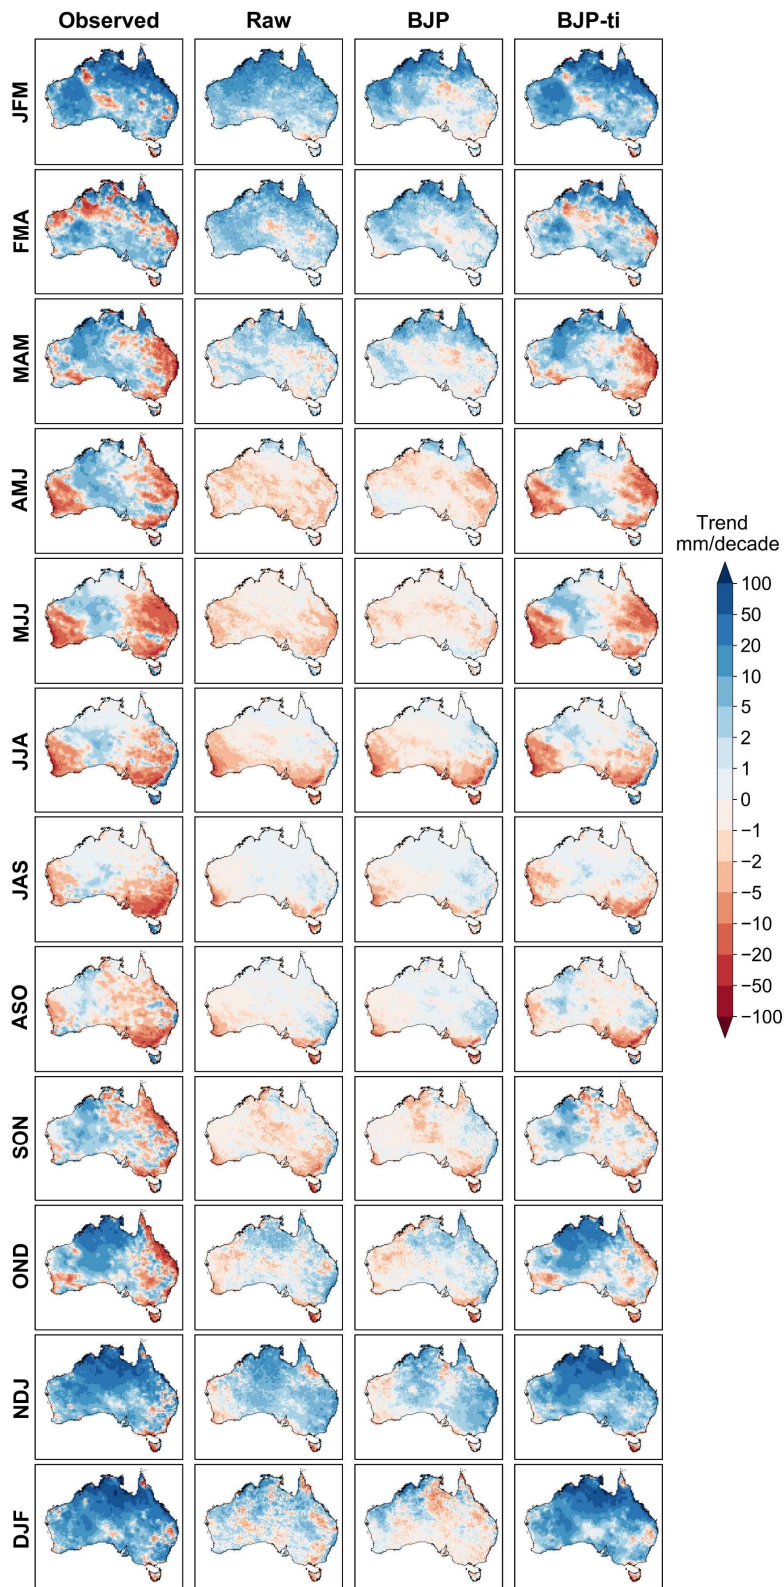 Observed Raw BJP BJP-ti
JFM
FMA
MAM
AMJ
MJJ
JJA
JAS
ASO
SON
OND
NDJ
DJF
Trend
mm/decade
100
50
20
10
5
2
1
0
−1
−2
−5
−10
−20
−50
−100